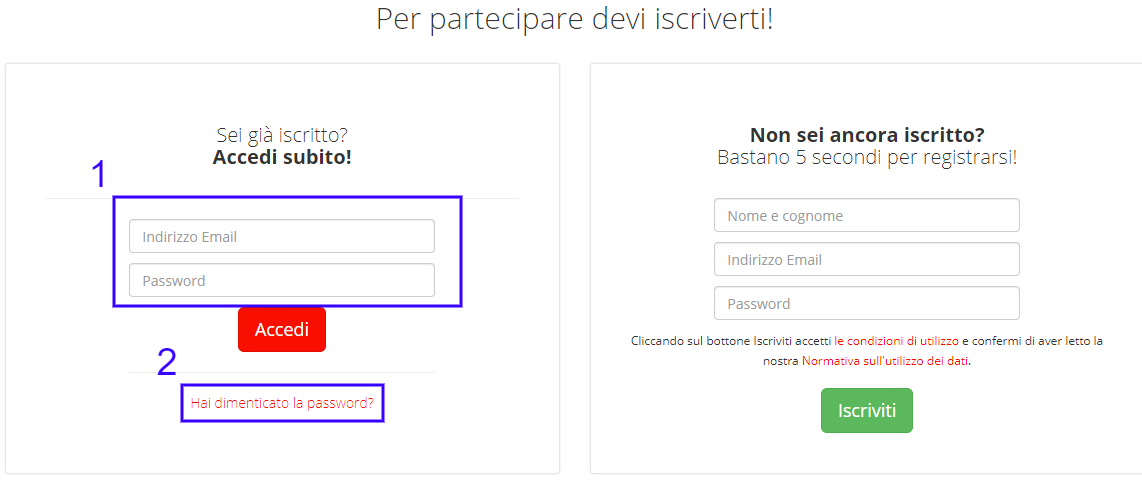 Per partecipare devi iscriverti!
Sei già iscritto?
Accedi subito!
1
Indirizzo Email
Password
Accedi
2
Hai dimenticato la password?
Non sei ancora iscritto?
Bastano 5 secondi per registrarsi!
Nome e cognome
Indirizzo Email
Password
Cliccando sul bottone Iscriviti accetti le condizioni di utilizzo e confermi di aver letto la
nostra Normativa sull'utilizzo dei dati.
Iscriviti